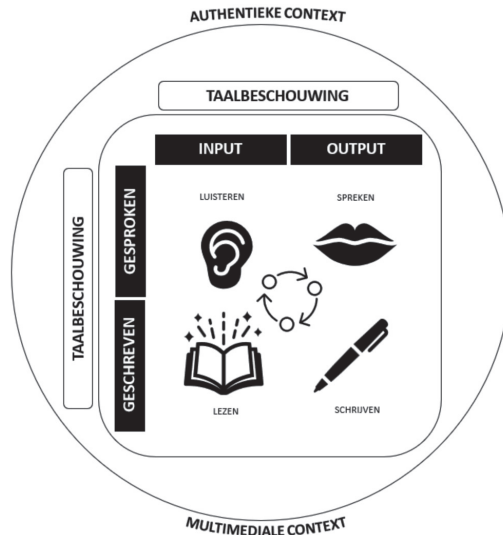 AUTHENTIEKE CONTEXT
TAALBESCHOUWING
INPUT
OUTPUT
TAALBESCHOUWING
GESPROKEN
LUISTEREN
SPREKEN
GESCHREVEN
LEZEN
SCHRIJVEN
MULTIMEDIALE CONTEXT